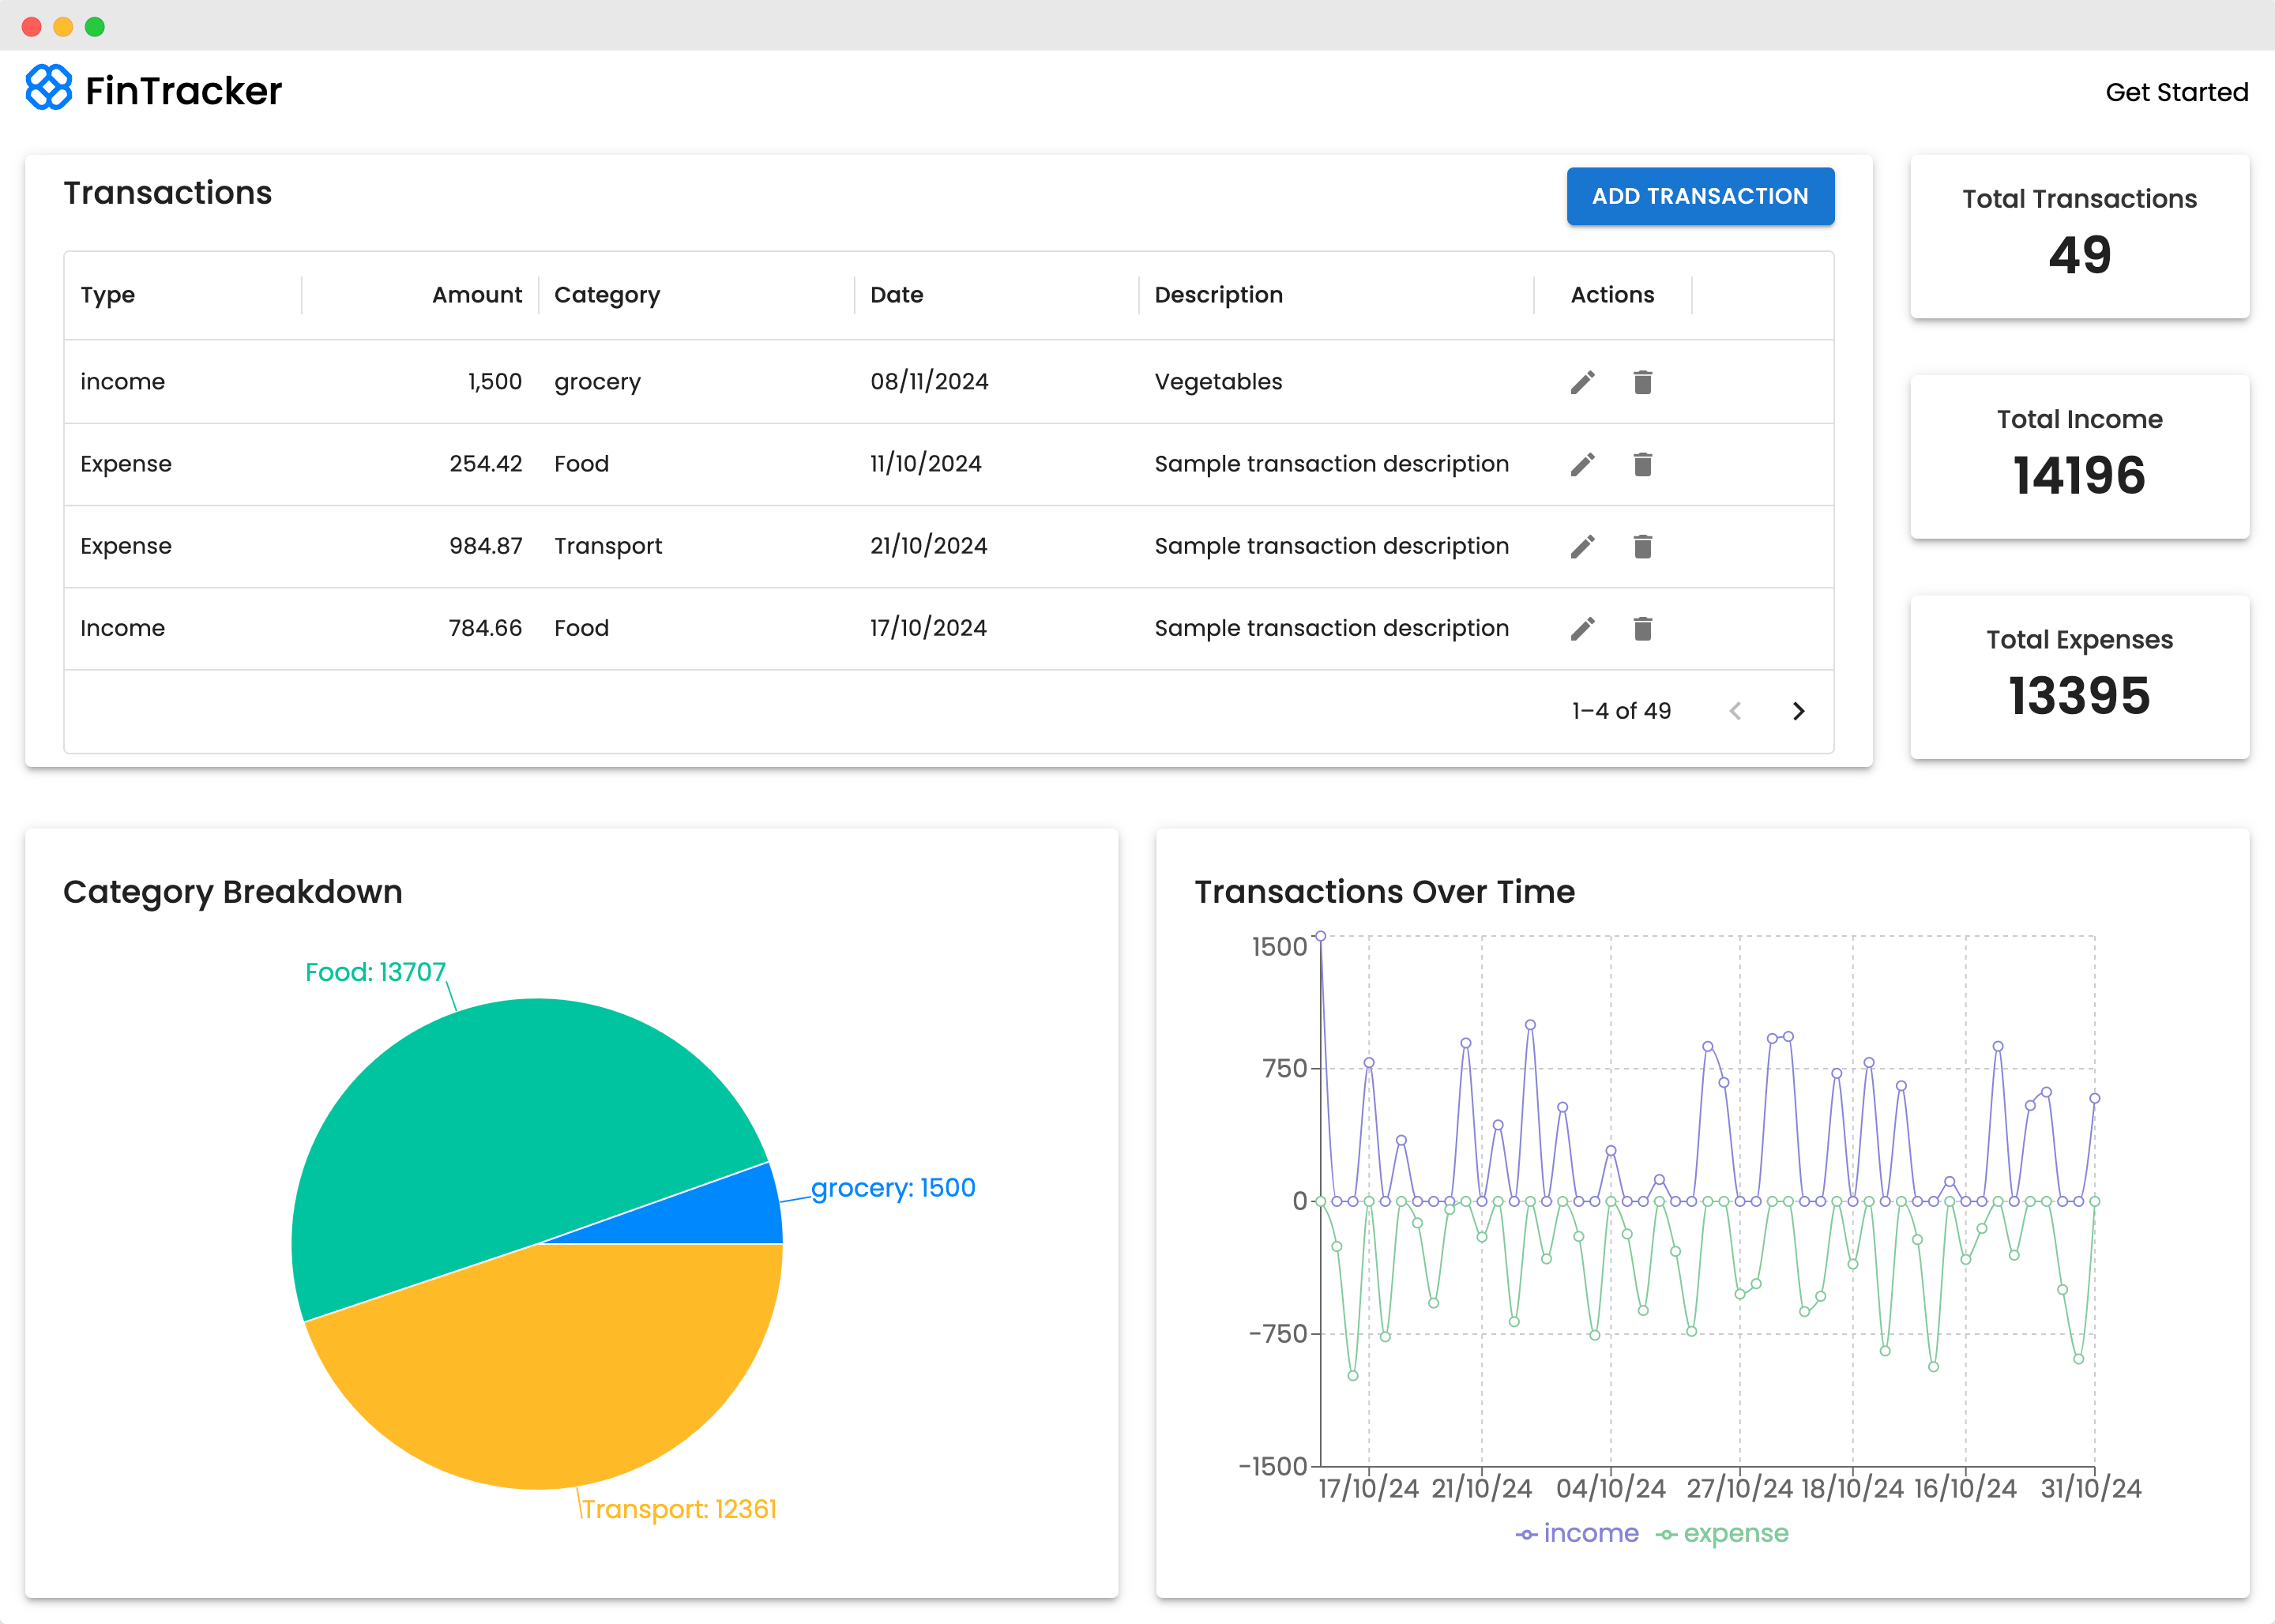 FinTracker
Get Started
Transactions
ADD TRANSACTION
Type Amount Category Date Description Actions
income 1,500 grocery 08/11/2024 Vegetables
Expense 254.42 Food 11/10/2024 Sample transaction description
Expense 984.87 Transport 21/10/2024 Sample transaction description
Income 784.66 Food 17/10/2024 Sample transaction description
1–4 of 49
Total Transactions
49
Total Income
14196
Total Expenses
13395
Category Breakdown
Food: 13707
grocery: 1500
Transport: 12361
Transactions Over Time
1500
750
0
-750
-1500
17/10/24 21/10/24 04/10/24 27/10/24 18/10/24 16/10/24 31/10/24
income expense